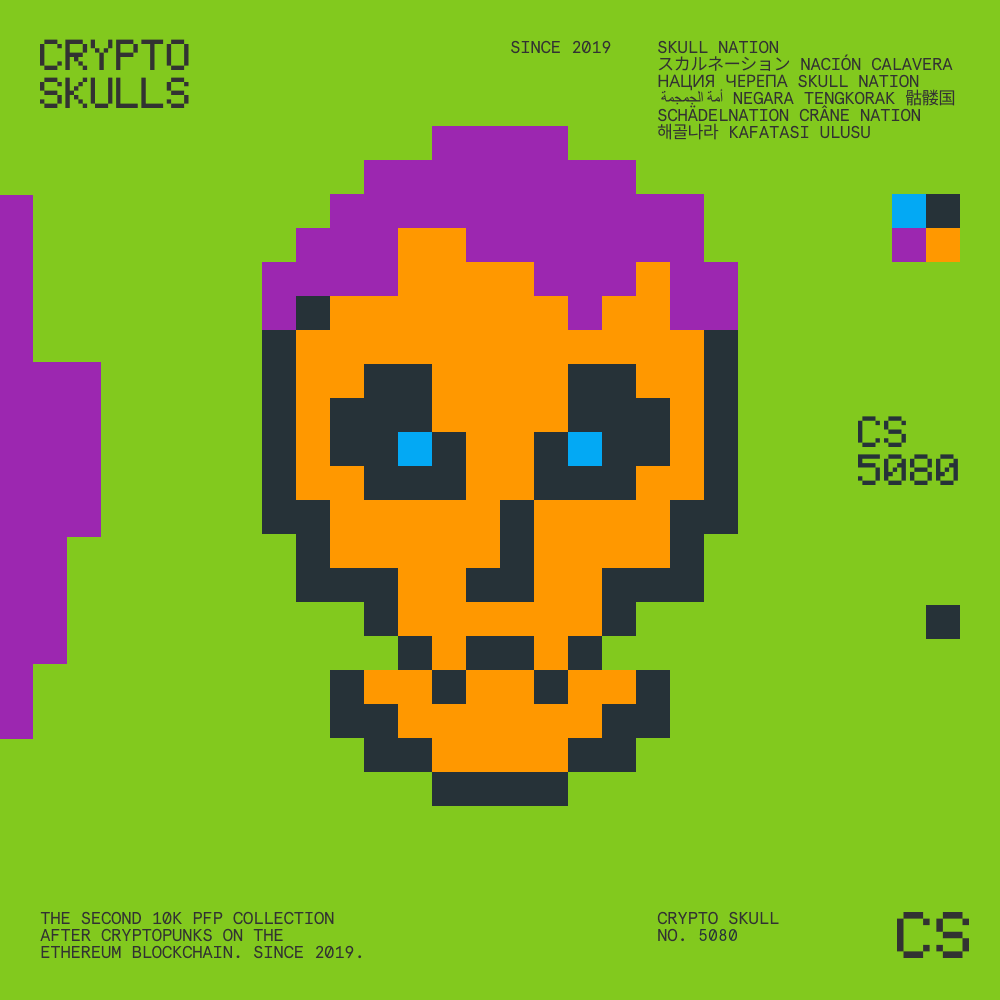 CRYPTO
SKULLS
SINCE 2019
SKULL NATION
スカルネーション NACIÓN CALAVERA
НАЦИЯ ЧЕРЕПА SKULL NATION
أمة الجمجمة NEGARA TENGKORAK 骷髅国
SCHÄDELNATION CRÂNE NATION
해골나라 KAFATASI ULUSU
CS
5080
THE SECOND 10K PFP COLLECTION
AFTER CRYPTOPUNKS ON THE
ETHEREUM BLOCKCHAIN. SINCE 2019.
CRYPTO SKULL
NO. 5080
CS